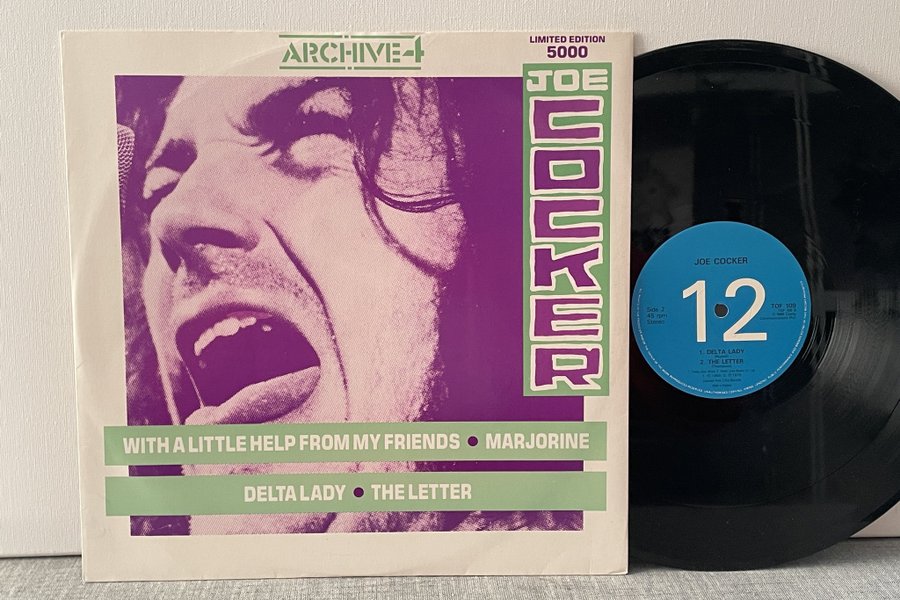 ARCHIVE 4
LIMITED EDITION
5000
JOE
COCKER
WITH A LITTLE HELP FROM MY FRIENDS • MARJORINE
DELTA LADY • THE LETTER
JOE COCKER
12
Side 2
45 rpm
Stereo
TOF 109
1. DELTA LADY
2. THE LETTER